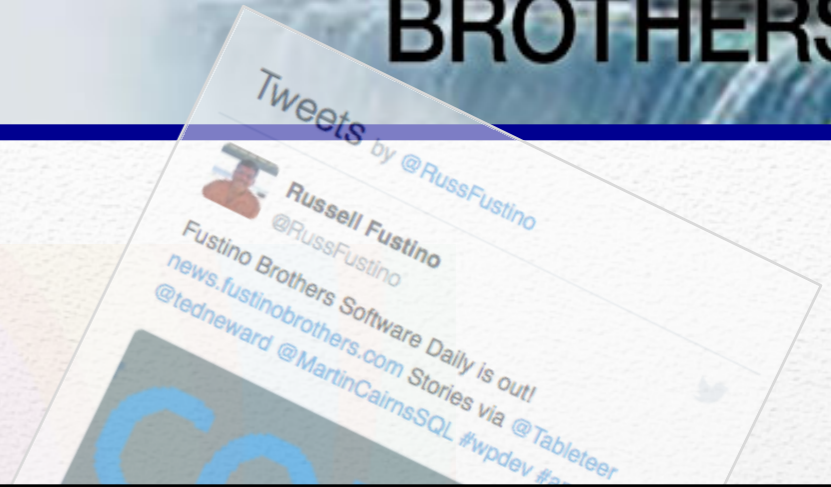 BROTHERS
Tweets by @RussFustino
Russell Fustino
@RussFustino
Fustino Brothers Software Daily is out!
news.fustinobrothers.com Stories via @Tableteer
@tedneward @MartinCairnsSQL #wpdev